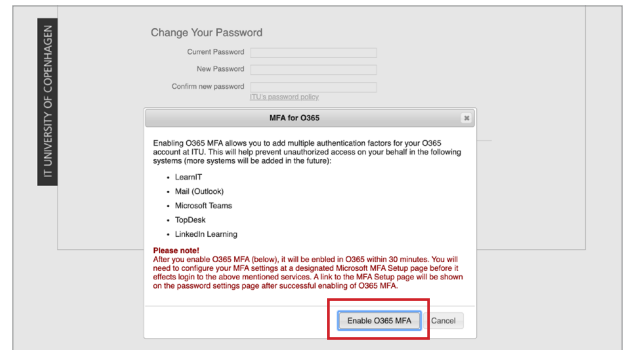 IT UNIVERSITY OF COPENHAGEN
Change Your Password
Current Password
New Password
Confirm new password
ITU's password policy
MFA for O365
Enabling O365 MFA allows you to add multiple authentication factors for your O365
account at ITU. This will help prevent unauthorized access on your behalf in the following
systems (more systems will be added in the future):
• LearnIT
• Mail (Outlook)
• Microsoft Teams
• TopDesk
• LinkedIn Learning
Please note!
After you enable O365 MFA (below), it will be enbled in O365 within 30 minutes. You will
need to configure your MFA settings at a designated Microsoft MFA Setup page before it
effects login to the above mentioned services. A link to the MFA Setup page will be shown
on the password settings page after successful enabling of O365 MFA.
Enable O365 MFA Cancel